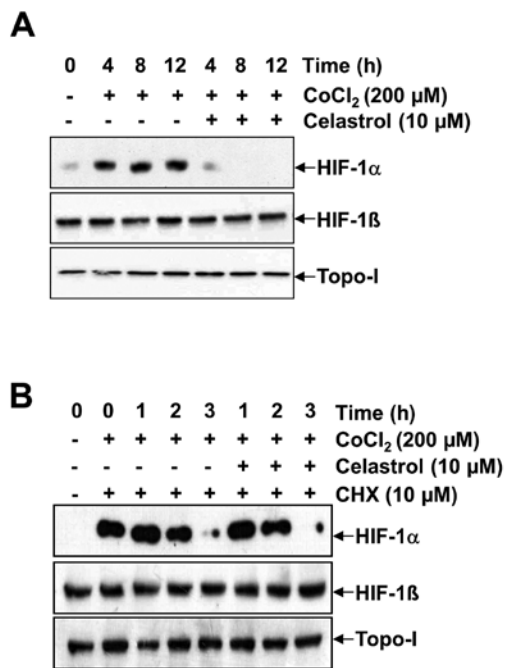 A
0 4 8 12 4 8 12 Time (h)
- + + + + + + CoCl₂ (200 µM)
- - - - + + + Celastrol (10 µM)
←HIF-1α
←HIF-1ß
←Topo-I
B
0 0 1 2 3 1 2 3 Time (h)
- + + + + + + + CoCl₂ (200 µM)
- - - - - + + + Celastrol (10 µM)
- + + + + + + + CHX (10 µM)
←HIF-1α
←HIF-1ß
←Topo-I